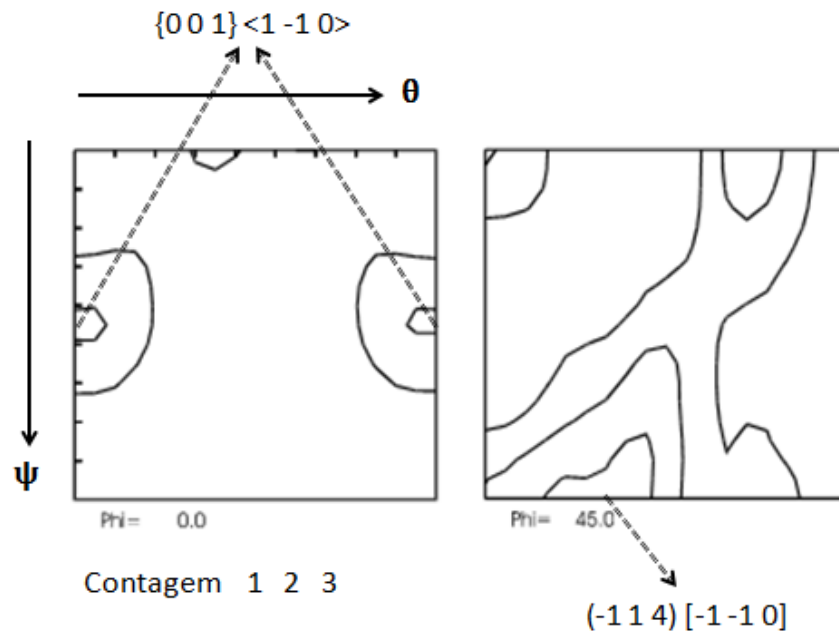 {0 0 1} <1 -1 0>
θ
ψ
Phi= 0.0
Phi= 45.0
Contagem 1 2 3
(-1 1 4) [-1 -1 0]